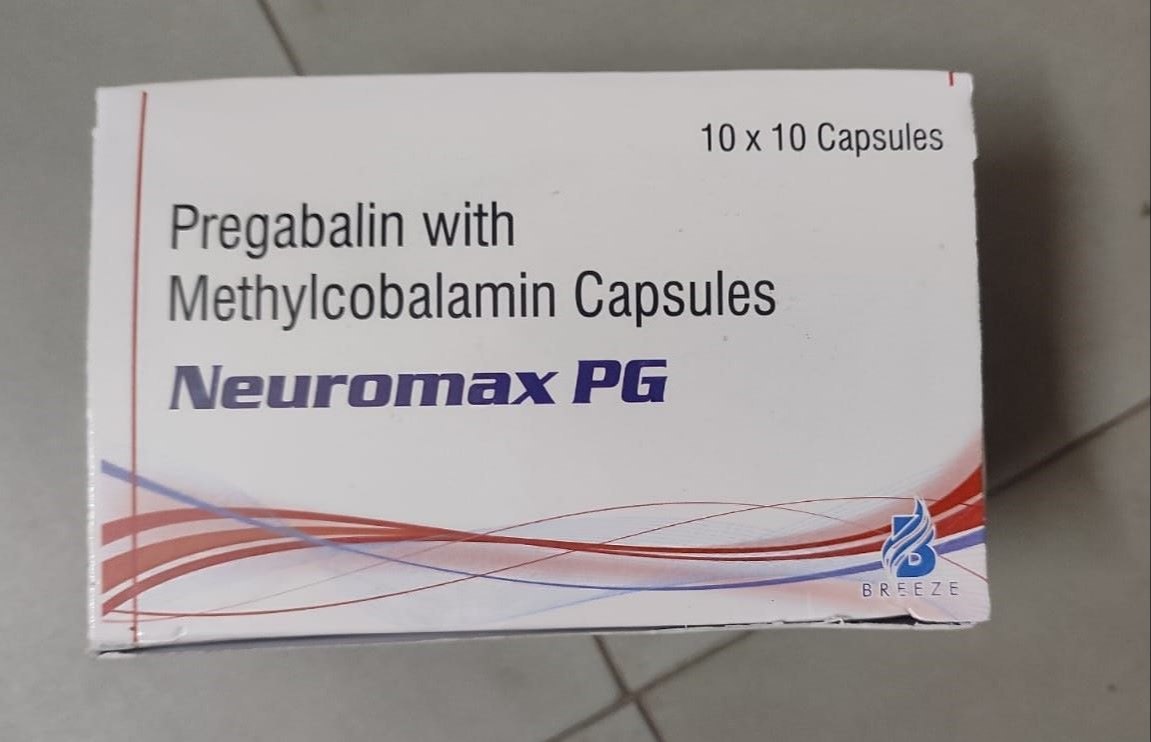 10 x 10 Capsules
Pregabalin with
Methylcobalamin Capsules
Neuromax PG
BREEZE